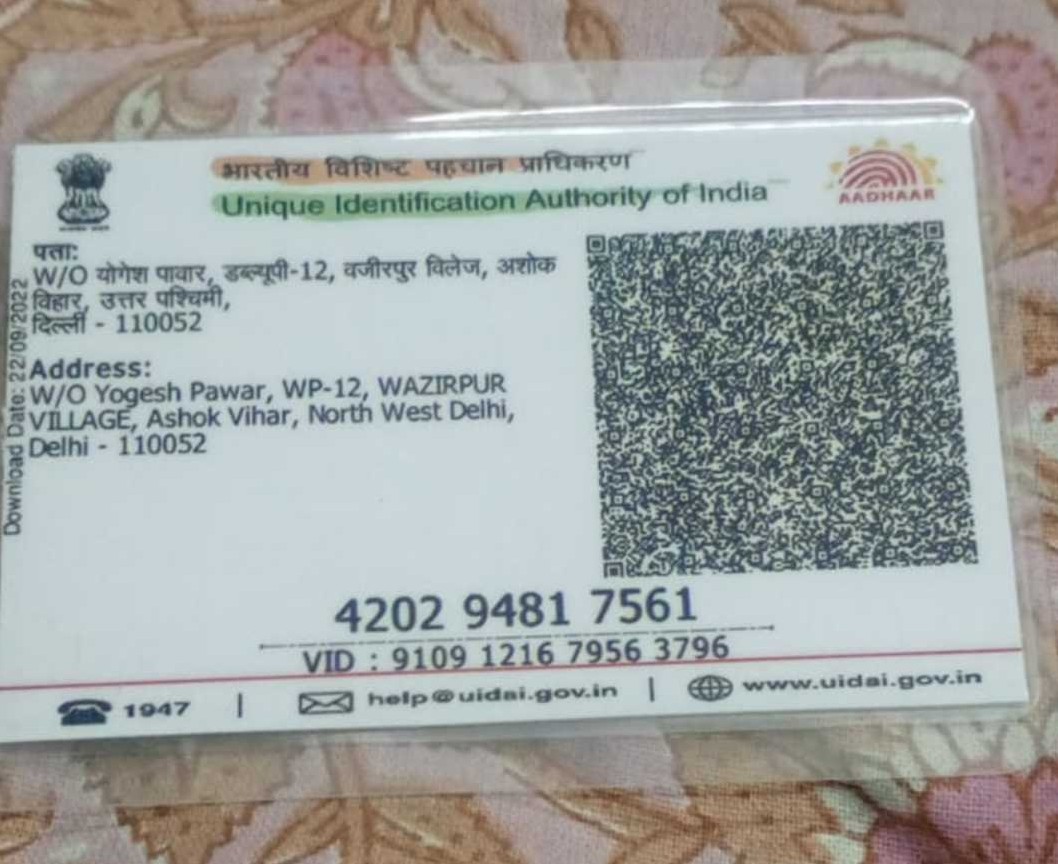 भारतीय विशिष्ट पहचान प्राधिकरण
Unique Identification Authority of India
AADHAAR
पता:
W/O योगेश पावार, डब्ल्यूपी-12, वजीरपुर विलेज, अशोक
विहार, उत्तर पश्चिमी,
दिल्ली - 110052
Address:
W/O Yogesh Pawar, WP-12, WAZIRPUR
VILLAGE, Ashok Vihar, North West Delhi,
Delhi - 110052
Download Date: 22/09/2022
4202 9481 7561
VID : 9109 1216 7956 3796
1947 | help@uidai.gov.in | www.uidai.gov.in